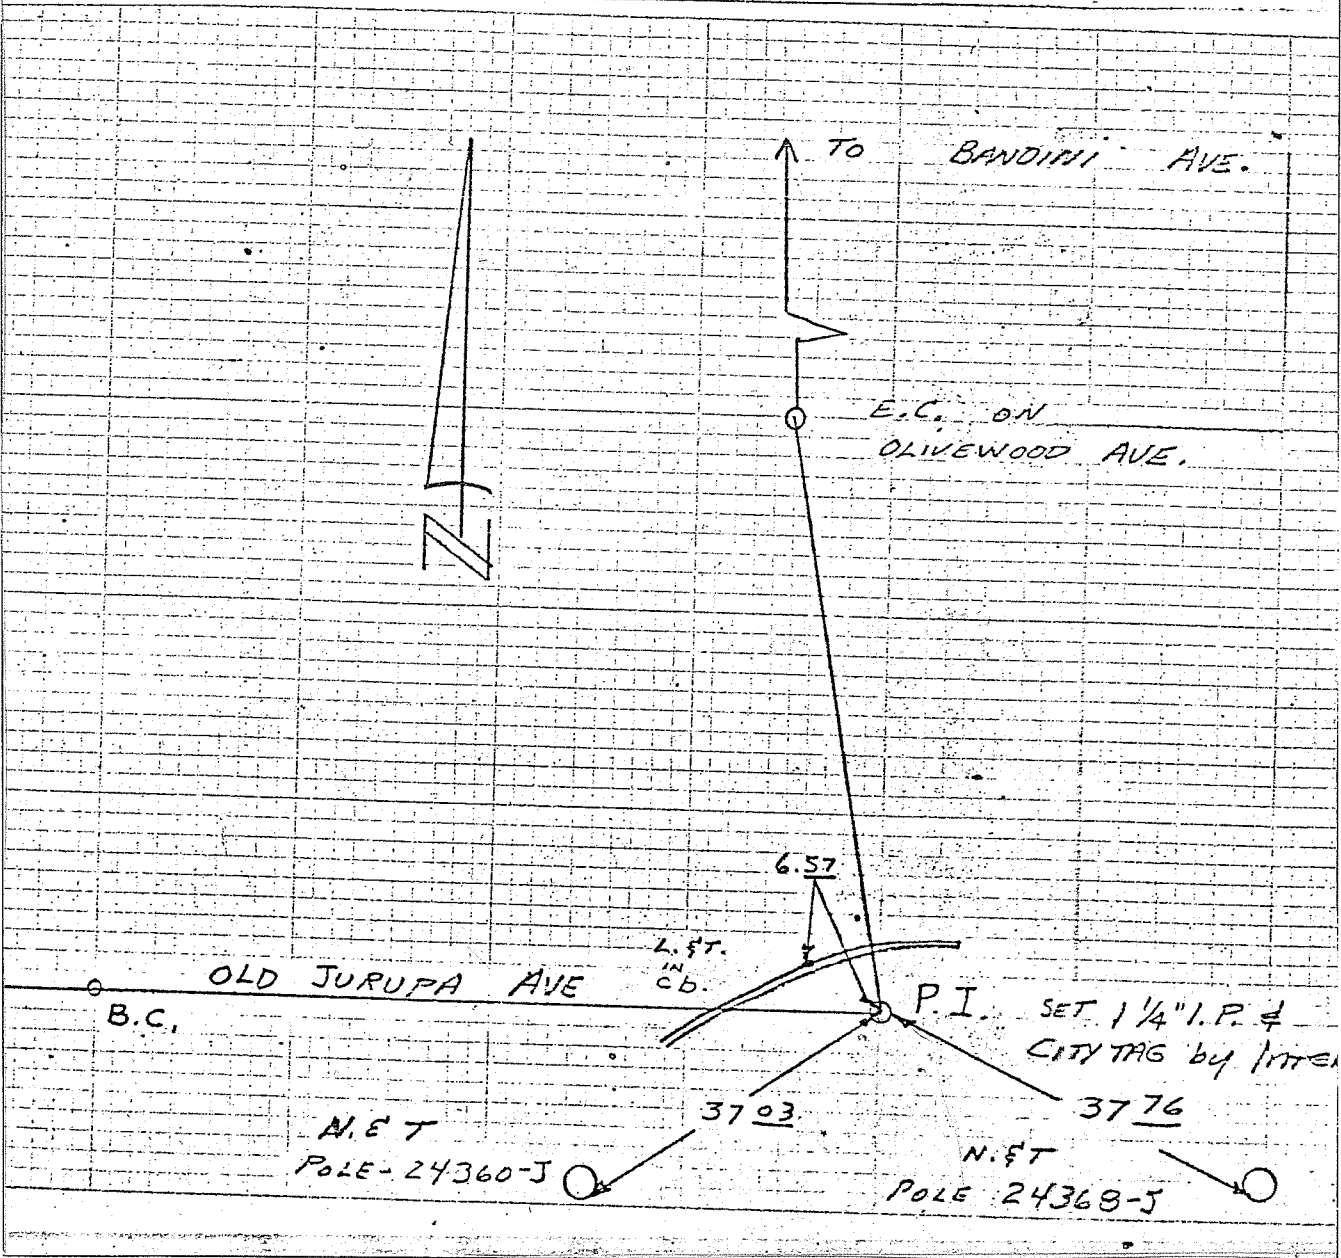 TO BANDINI AVE.
E.C. ON
OLIVEWOOD AVE.
N
6.57
L. & T.
IN
Cb.
OLD JURUPA AVE
B.C.
P.I.
SET 1 1/4" I.P. &
CITY TAG by
37 03
37 76
N. & T
POLE - 24360-J
N. & T
POLE 24368-J